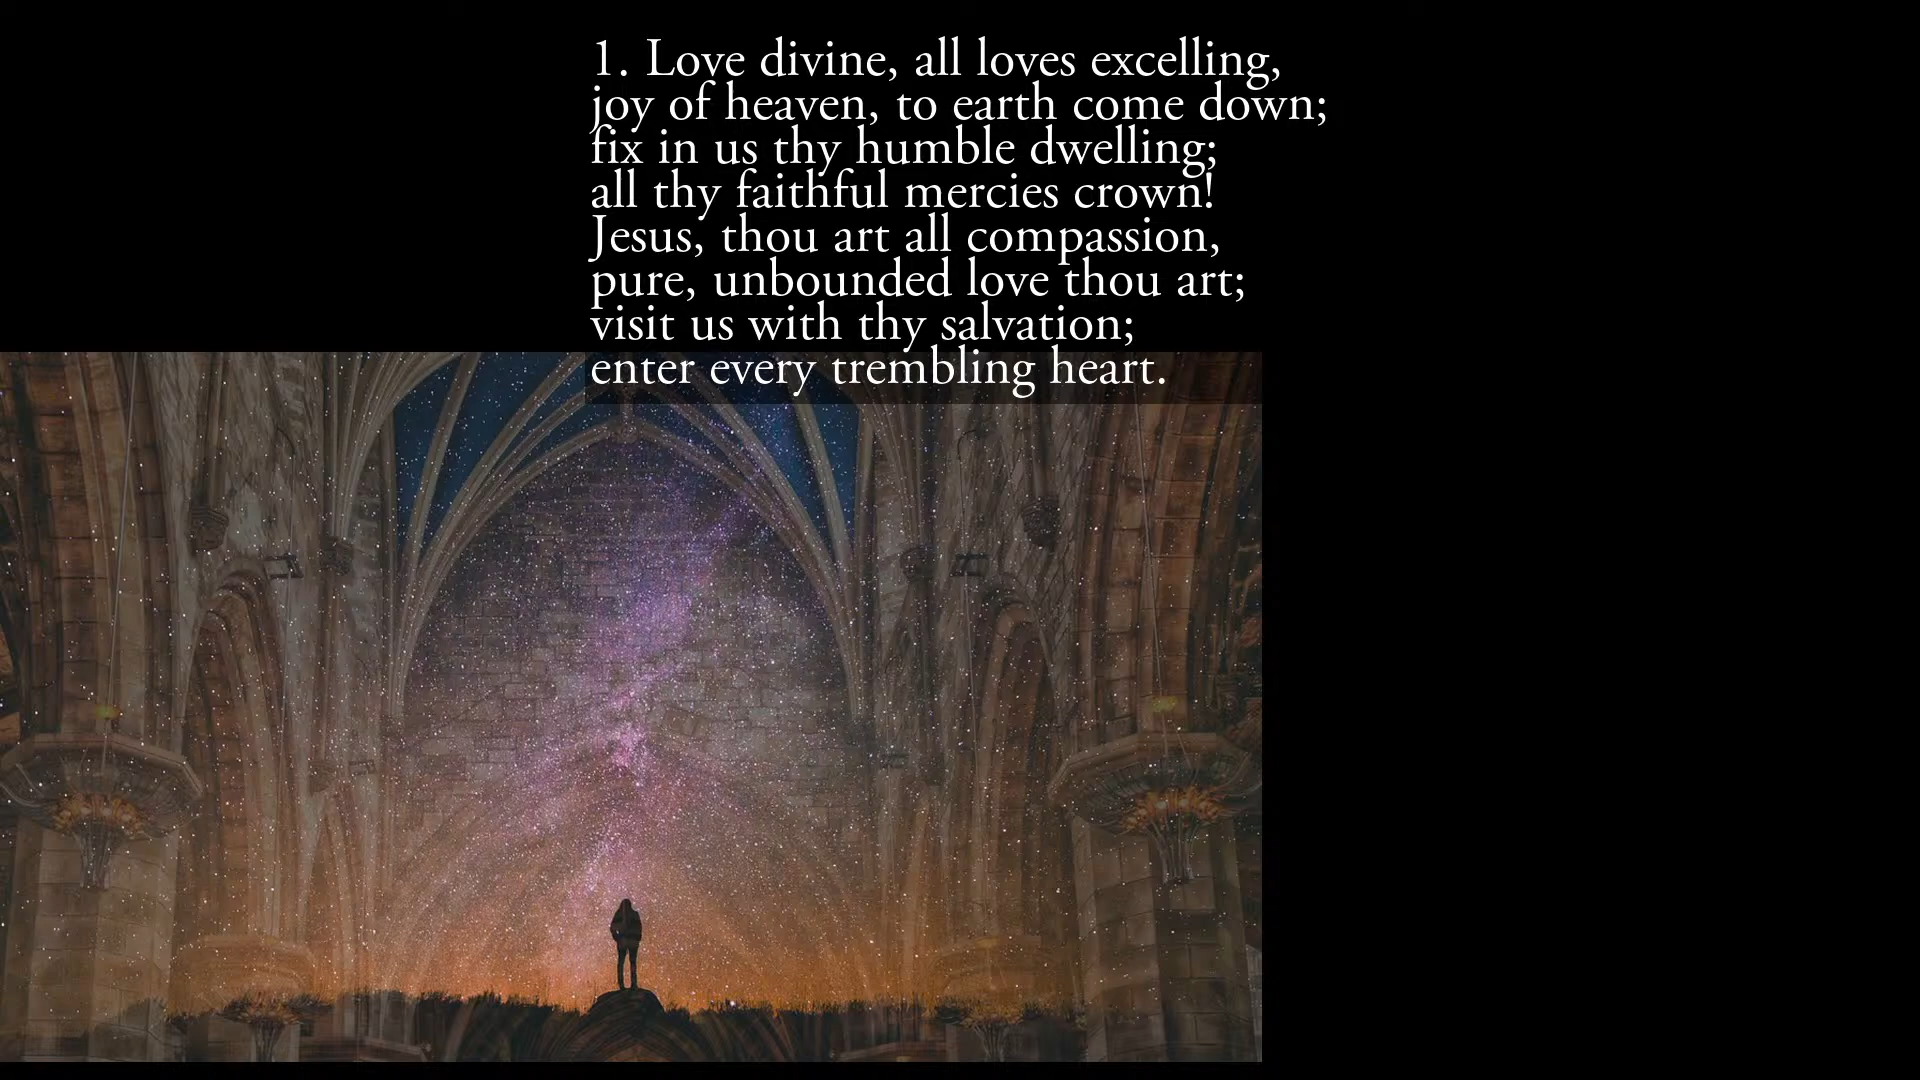 1. Love divine, all loves excelling,
joy of heaven, to earth come down;
fix in us thy humble dwelling;
all thy faithful mercies crown!
Jesus, thou art all compassion,
pure, unbounded love thou art;
visit us with thy salvation;
enter every trembling heart.